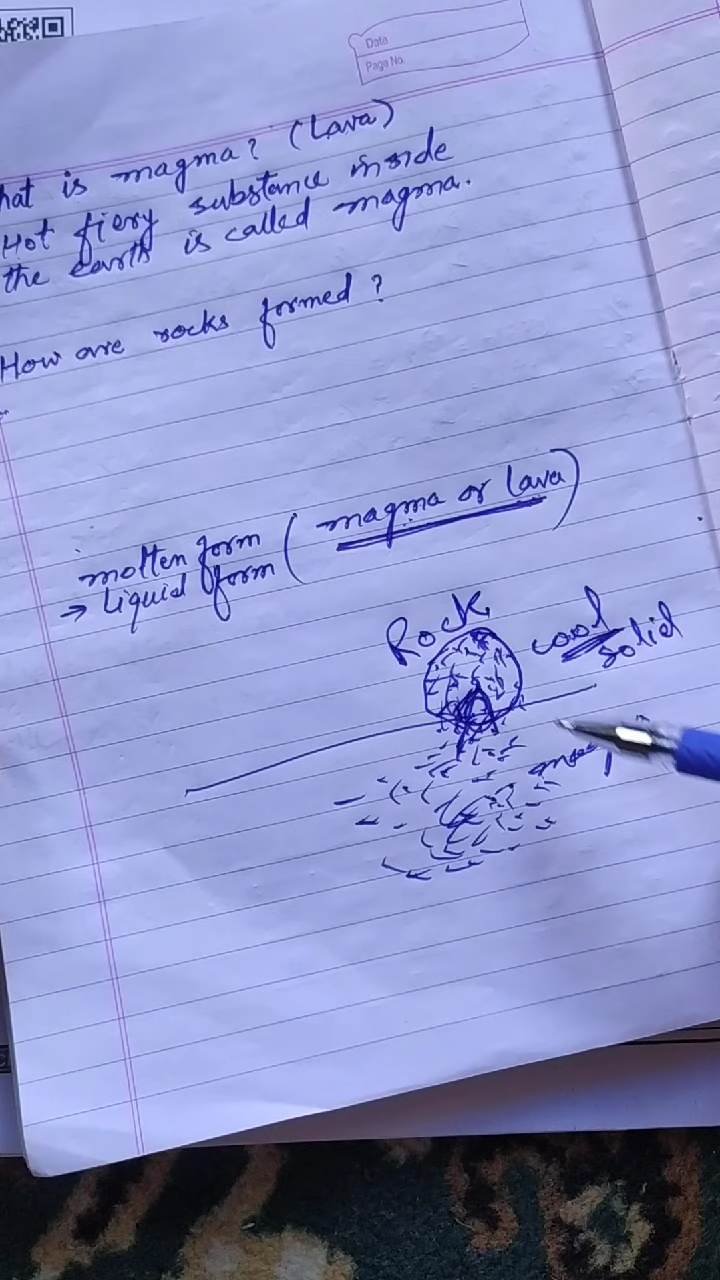 Date
Page No.
hat is magma? (Lava)
Hot fiery substance inside
the earth is called magma.
How are rocks formed?
molten form (magma or lava)
→ Liquid form
Rock
cool
solid